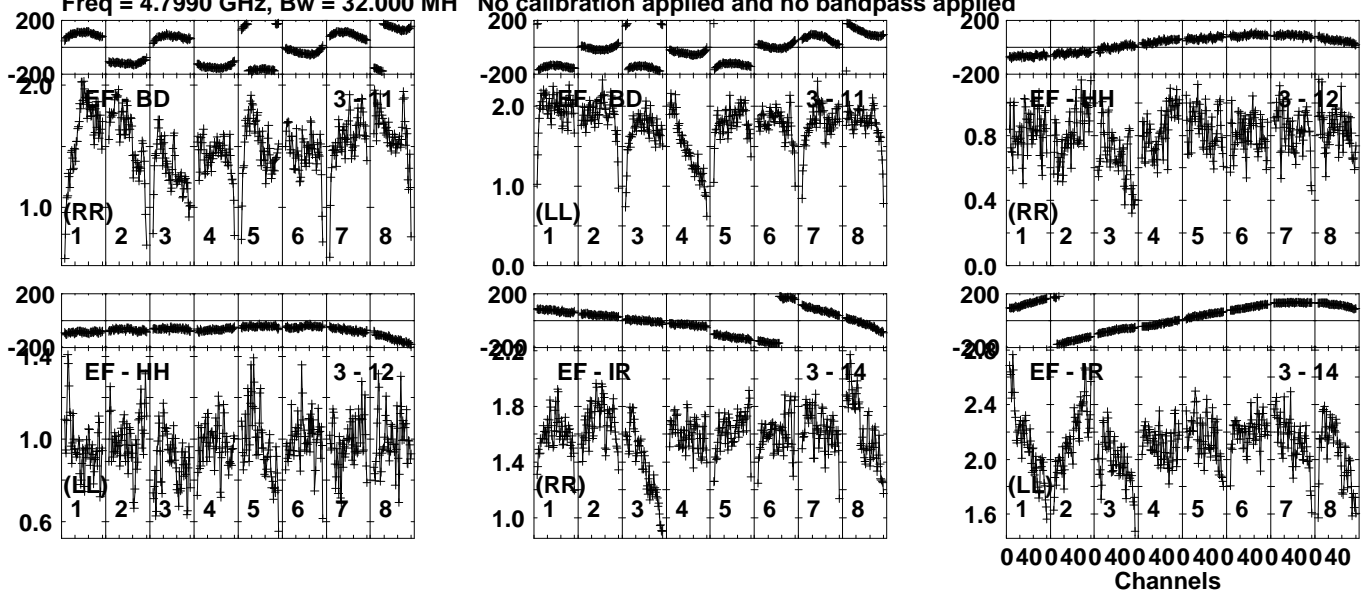 Freq = 4.7990 GHz, Bw = 32.000 MH No calibration applied and no bandpass applied
200
-200
2.0
1.0
EF - BD 3 - 11
(RR)
1 2 3 4 5 6 7 8
200
-200
2.0
1.0
0.0
EF - BD 3 - 11
(LL)
1 2 3 4 5 6 7 8
200
-200
0.8
0.4
0.0
EF - HH 3 - 12
(RR)
1 2 3 4 5 6 7 8
200
-200
1.4
1.0
0.6
EF - HH 3 - 12
(LL)
1 2 3 4 5 6 7 8
200
-200
2.2
1.8
1.4
1.0
EF - IR 3 - 14
(RR)
1 2 3 4 5 6 7 8
200
-200
2.8
2.4
2.0
1.6
EF - IR 3 - 14
(LL)
1 2 3 4 5 6 7 8
0 40 0 40 0 40 0 40 0 40 0 40 0 40 0 40
Channels